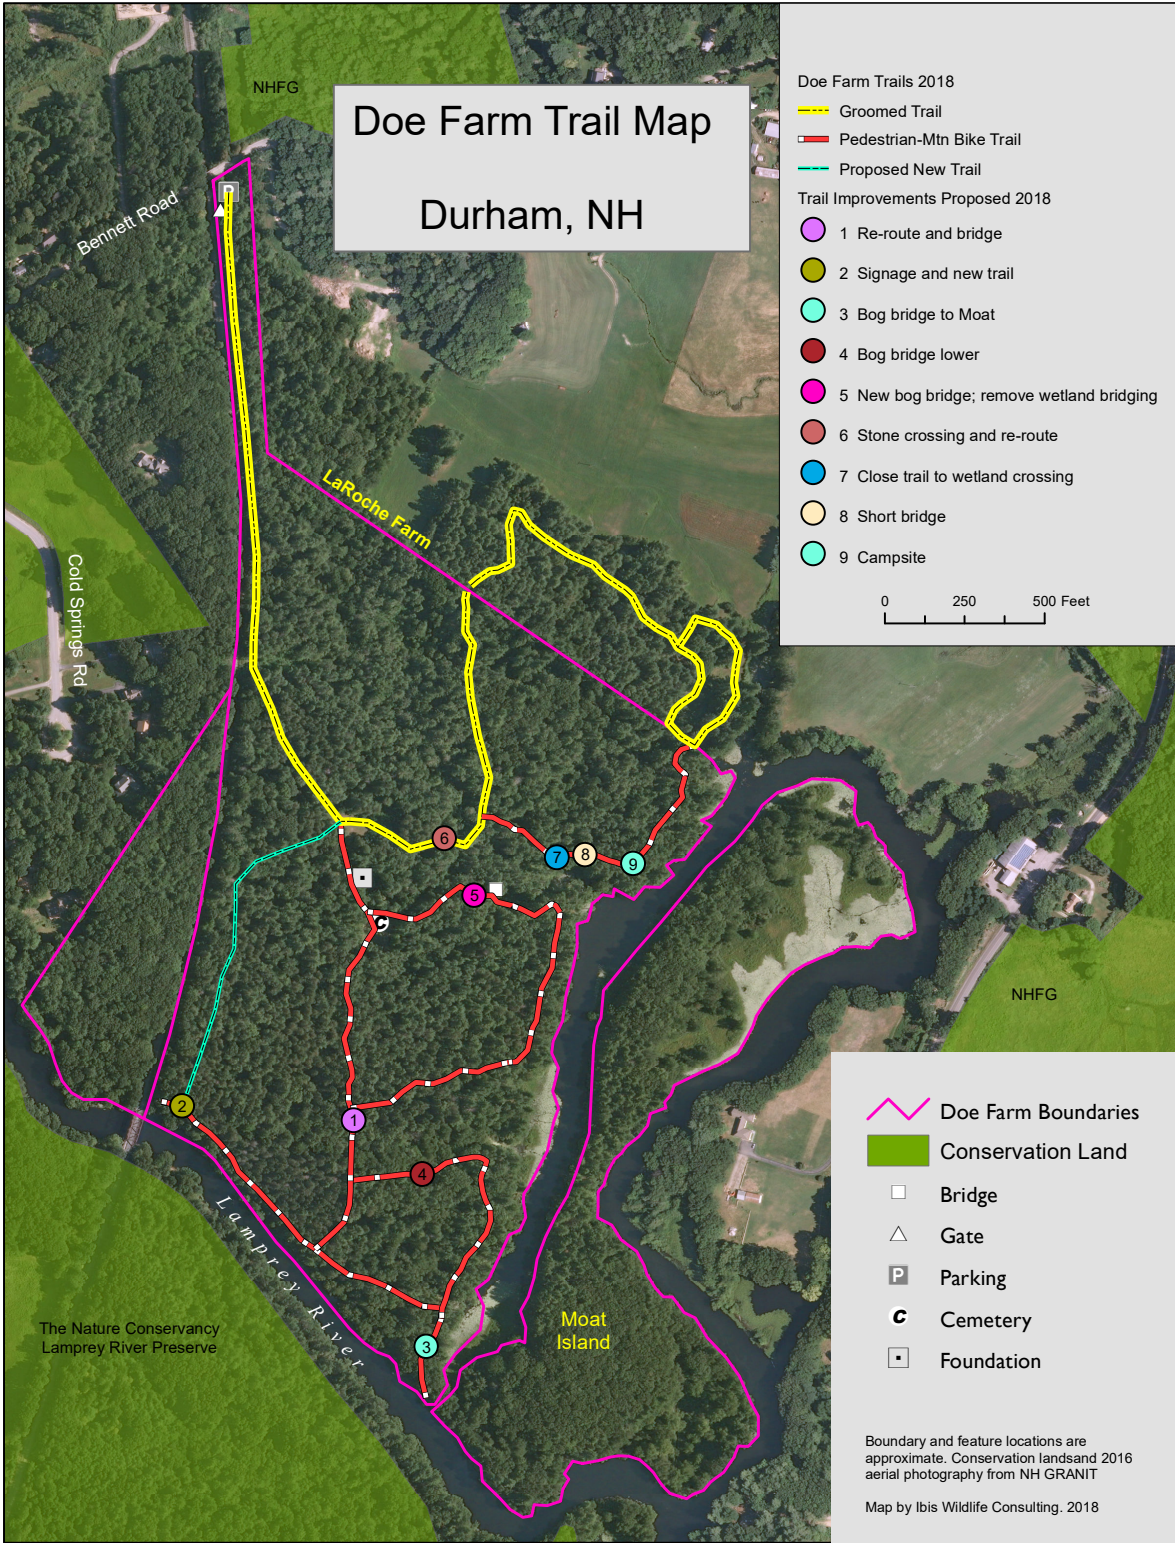 NHFG
Doe Farm Trail Map
Durham, NH
P
Bennett Road
LaRoche Farm
Cold Springs Rd
Doe Farm Trails 2018
Groomed Trail
Pedestrian-Mtn Bike Trail
Proposed New Trail
Trail Improvements Proposed 2018
1 Re-route and bridge
2 Signage and new trail
3 Bog bridge to Moat
4 Bog bridge lower
5 New bog bridge; remove wetland bridging
6 Stone crossing and re-route
7 Close trail to wetland crossing
8 Short bridge
9 Campsite
0 250 500 Feet
6
7
8
9
5
C
2
1
4
3
NHFG
Lamprey River
Moat
Island
The Nature Conservancy
Lamprey River Preserve
Doe Farm Boundaries
Conservation Land
Bridge
Gate
P Parking
C Cemetery
Foundation
Boundary and feature locations are
approximate. Conservation landsand 2016
aerial photography from NH GRANIT
Map by Ibis Wildlife Consulting. 2018